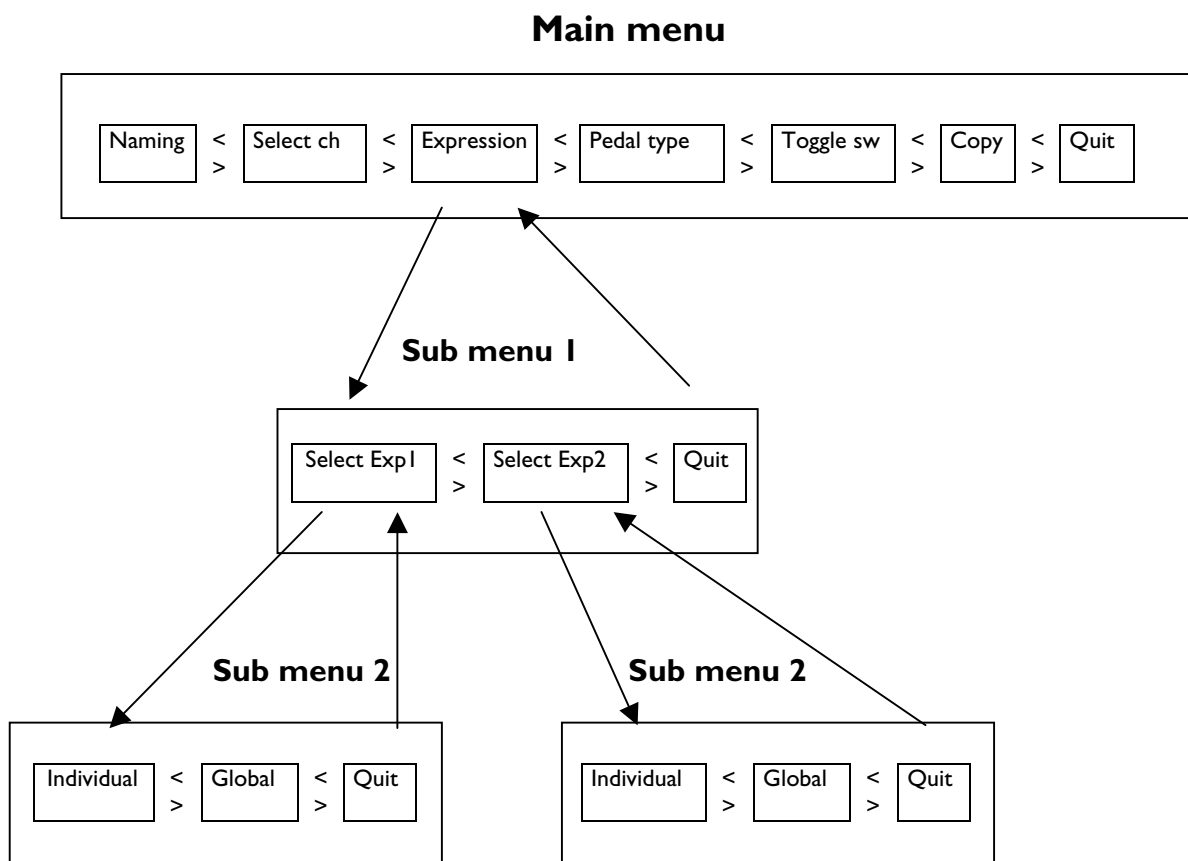 Main menu
Naming < Select ch < Expression < Pedal type < Toggle sw < Copy < Quit
> > > > > >
Sub menu 1
Select Exp1 < Select Exp2 < Quit
> >
Sub menu 2 Sub menu 2
Individual < Global < Quit Individual < Global < Quit
> > > >